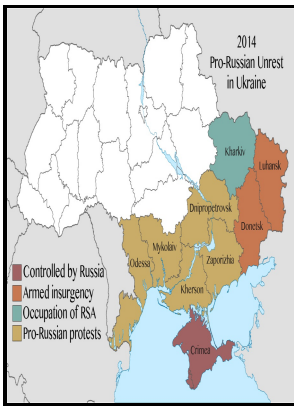 2014
Pro-Russian Unrest
in Ukraine
Kharkiv
Luhansk
Dnipropetrovsk
Donetsk
Mykolaiv
Zaporizhia
Odessa
Kherson
Controlled by Russia
Armed insurgency
Occupation of RSA
Pro-Russian protests
Crimea